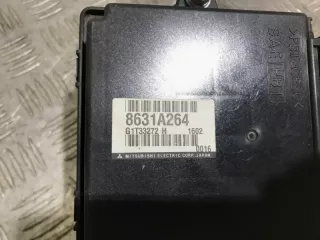 8631A264
G1T33272 H 1602
0016
MITSUBISHI ELECTRIC CORP. JAPAN